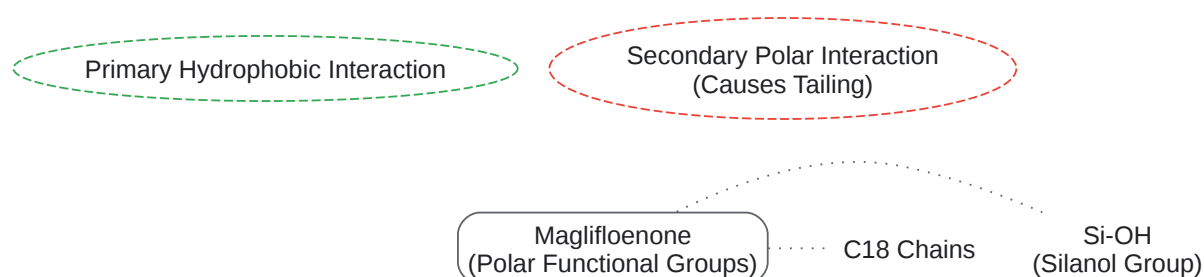 Primary Hydrophobic Interaction
Secondary Polar Interaction
(Causes Tailing)
Maglifloenone
(Polar Functional Groups)
C18 Chains
Si-OH
(Silanol Group)